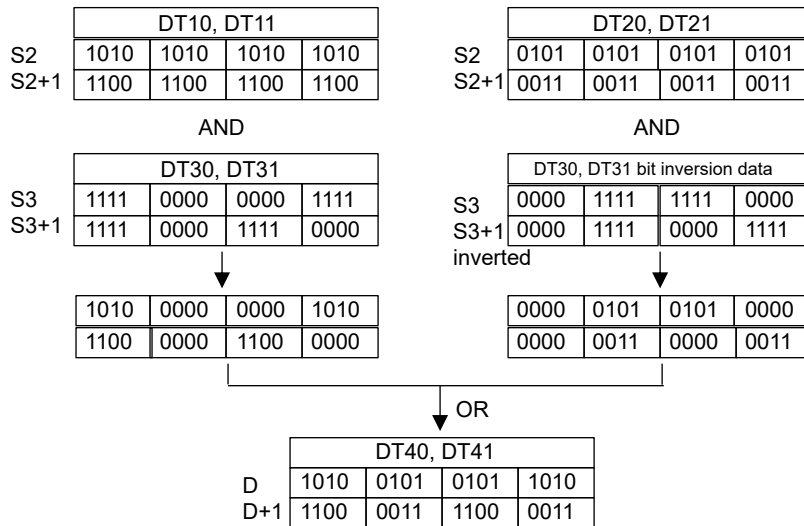 DT10, DT11
S2 1010 1010 1010 1010
S2+1 1100 1100 1100 1100
DT20, DT21
S2 0101 0101 0101 0101
S2+1 0011 0011 0011 0011
AND
AND
DT30, DT31
S3 1111 0000 0000 1111
S3+1 1111 0000 1111 0000
DT30, DT31 bit inversion data
S3 0000 1111 1111 0000
S3+1 0000 1111 0000 1111
inverted
1010 0000 0000 1010
1100 0000 1100 0000
0000 0101 0101 0000
0000 0011 0000 0011
OR
DT40, DT41
D 1010 0101 0101 1010
D+1 1100 0011 1100 0011